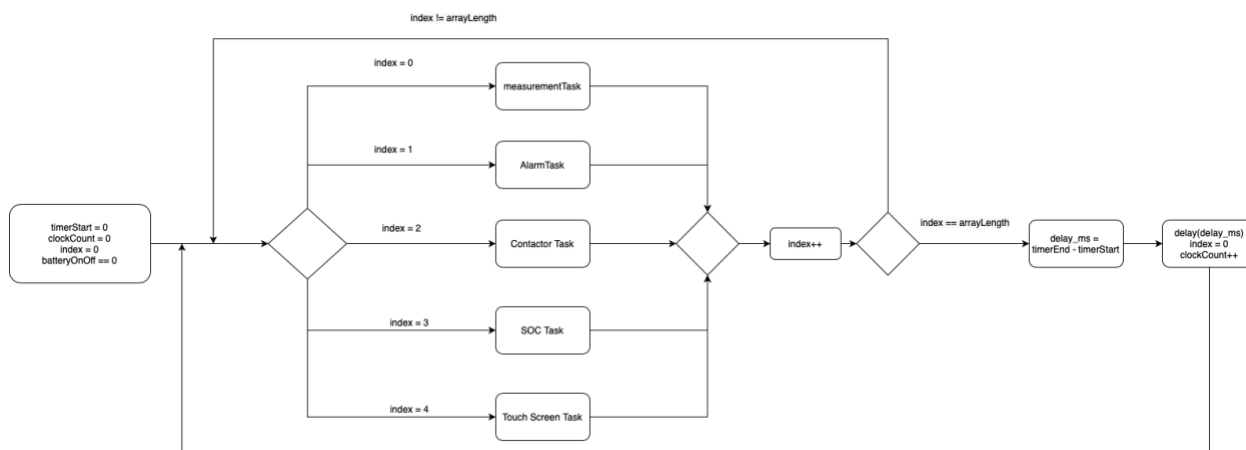 index != arrayLength
index = 0
measurementTask
index = 1
AlarmTask
timerStart = 0
clockCount = 0
index = 0
batteryOnOff == 0
index = 2
Contactor Task
index++
index == arrayLength
delay_ms =
timerEnd - timerStart
delay(delay_ms)
index = 0
clockCount++
index = 3
SOC Task
index = 4
Touch Screen Task